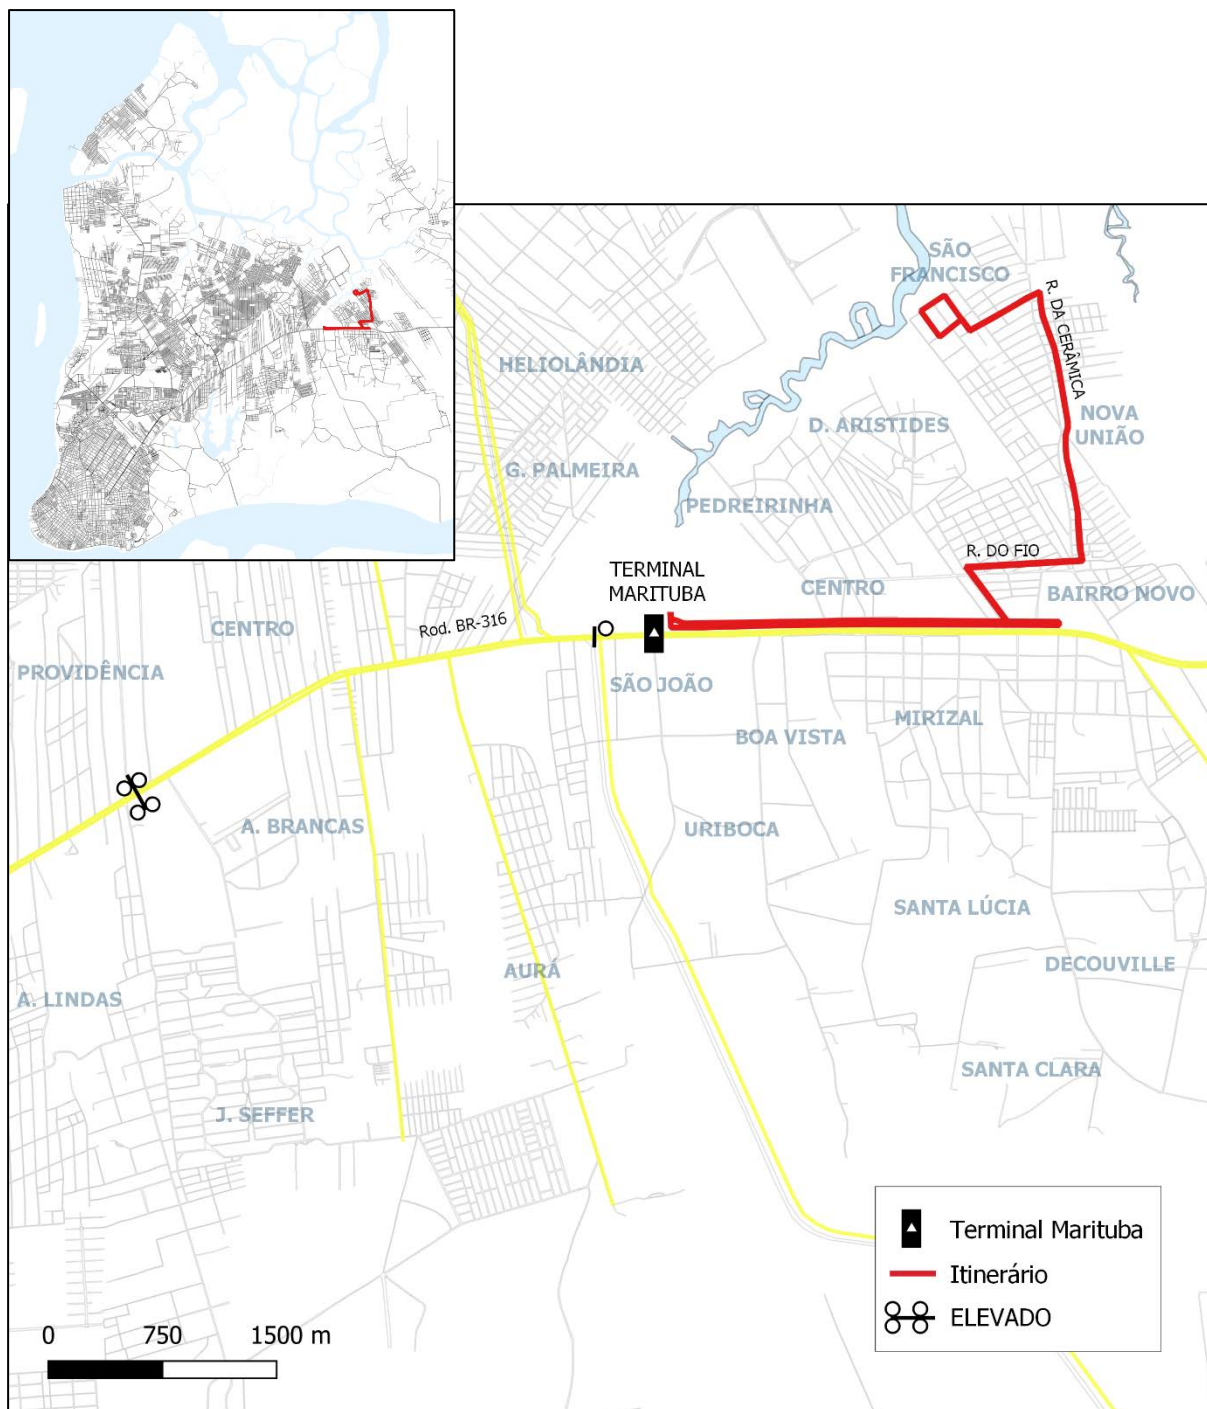 SÃO
FRANCISCO
R. DA CERÂMICA
HELIOLÂNDIA
NOVA
UNIÃO
D. ARISTIDES
G. PALMEIRA
PEDREIRINHA
R. DO FIO
TERMINAL
MARITUBA
CENTRO
BAIRRO NOVO
CENTRO
Rod. BR-316
PROVIDÊNCIA
SÃO JOÃO
MIRIZAL
BOA VISTA
A. BRANCAS
URIBOCA
SANTA LÚCIA
AURÁ
DECOUVILLE
A. LINDAS
SANTA CLARA
J. SEFFER
Terminal Marituba
Itinerário
ELEVADO
0 750 1500 m